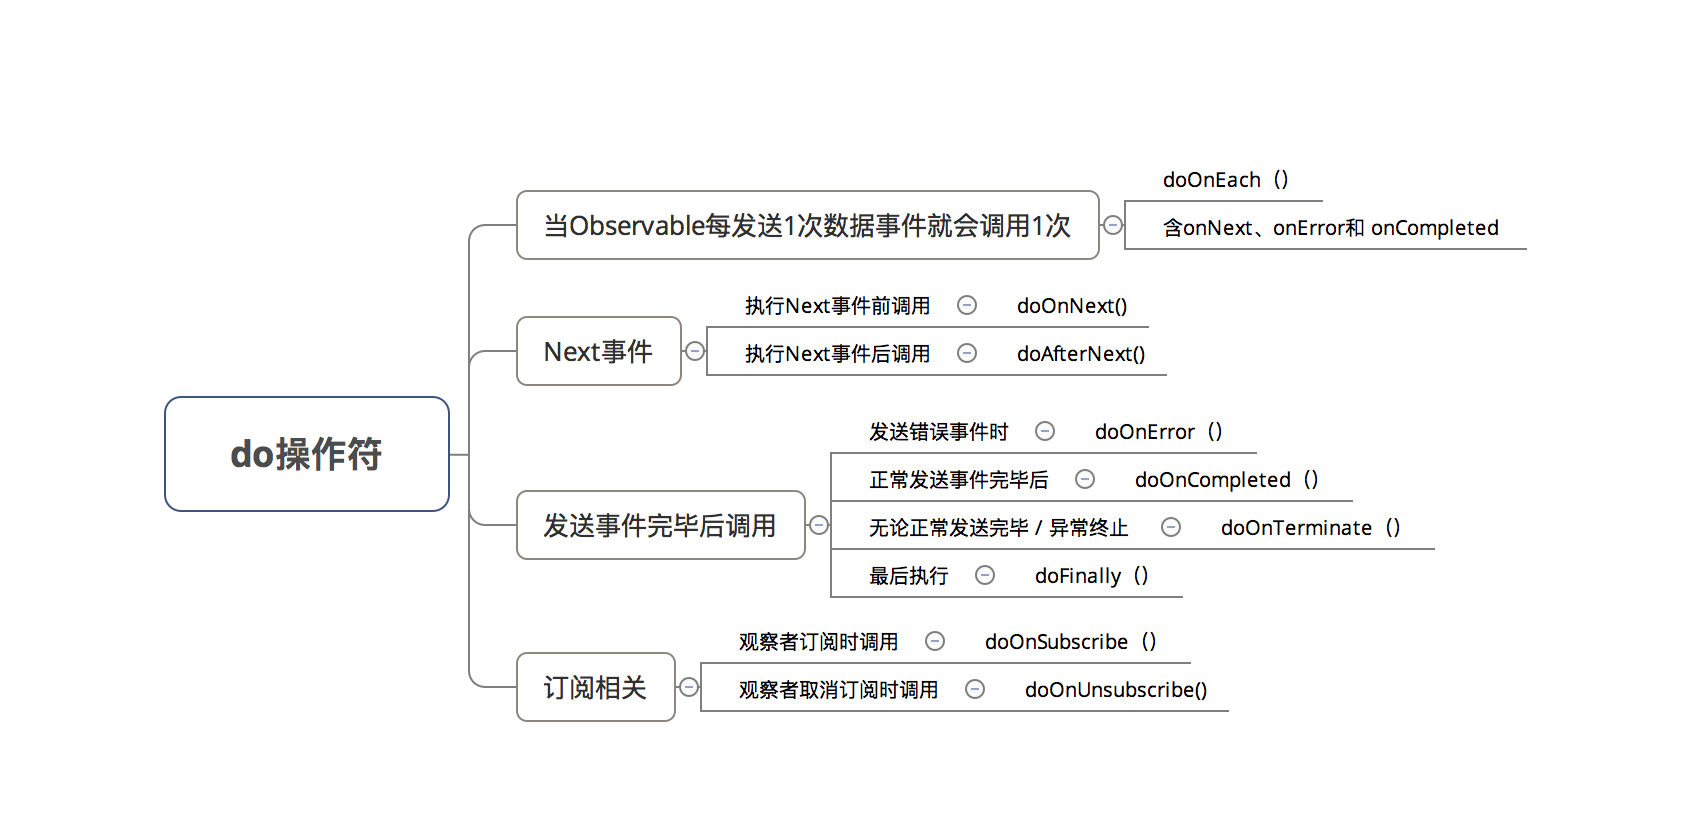 do操作符
当Observable每发送1次数据事件就会调用1次
doOnEach（）
含onNext、onError和 onCompleted
Next事件
执行Next事件前调用 doOnNext()
执行Next事件后调用 doAfterNext()
发送事件完毕后调用
发送错误事件时 doOnError（）
正常发送事件完毕后 doOnCompleted（）
无论正常发送完毕 / 异常终止 doOnTerminate（）
最后执行 doFinally（）
订阅相关
观察者订阅时调用 doOnSubscribe（）
观察者取消订阅时调用 doOnUnsubscribe()